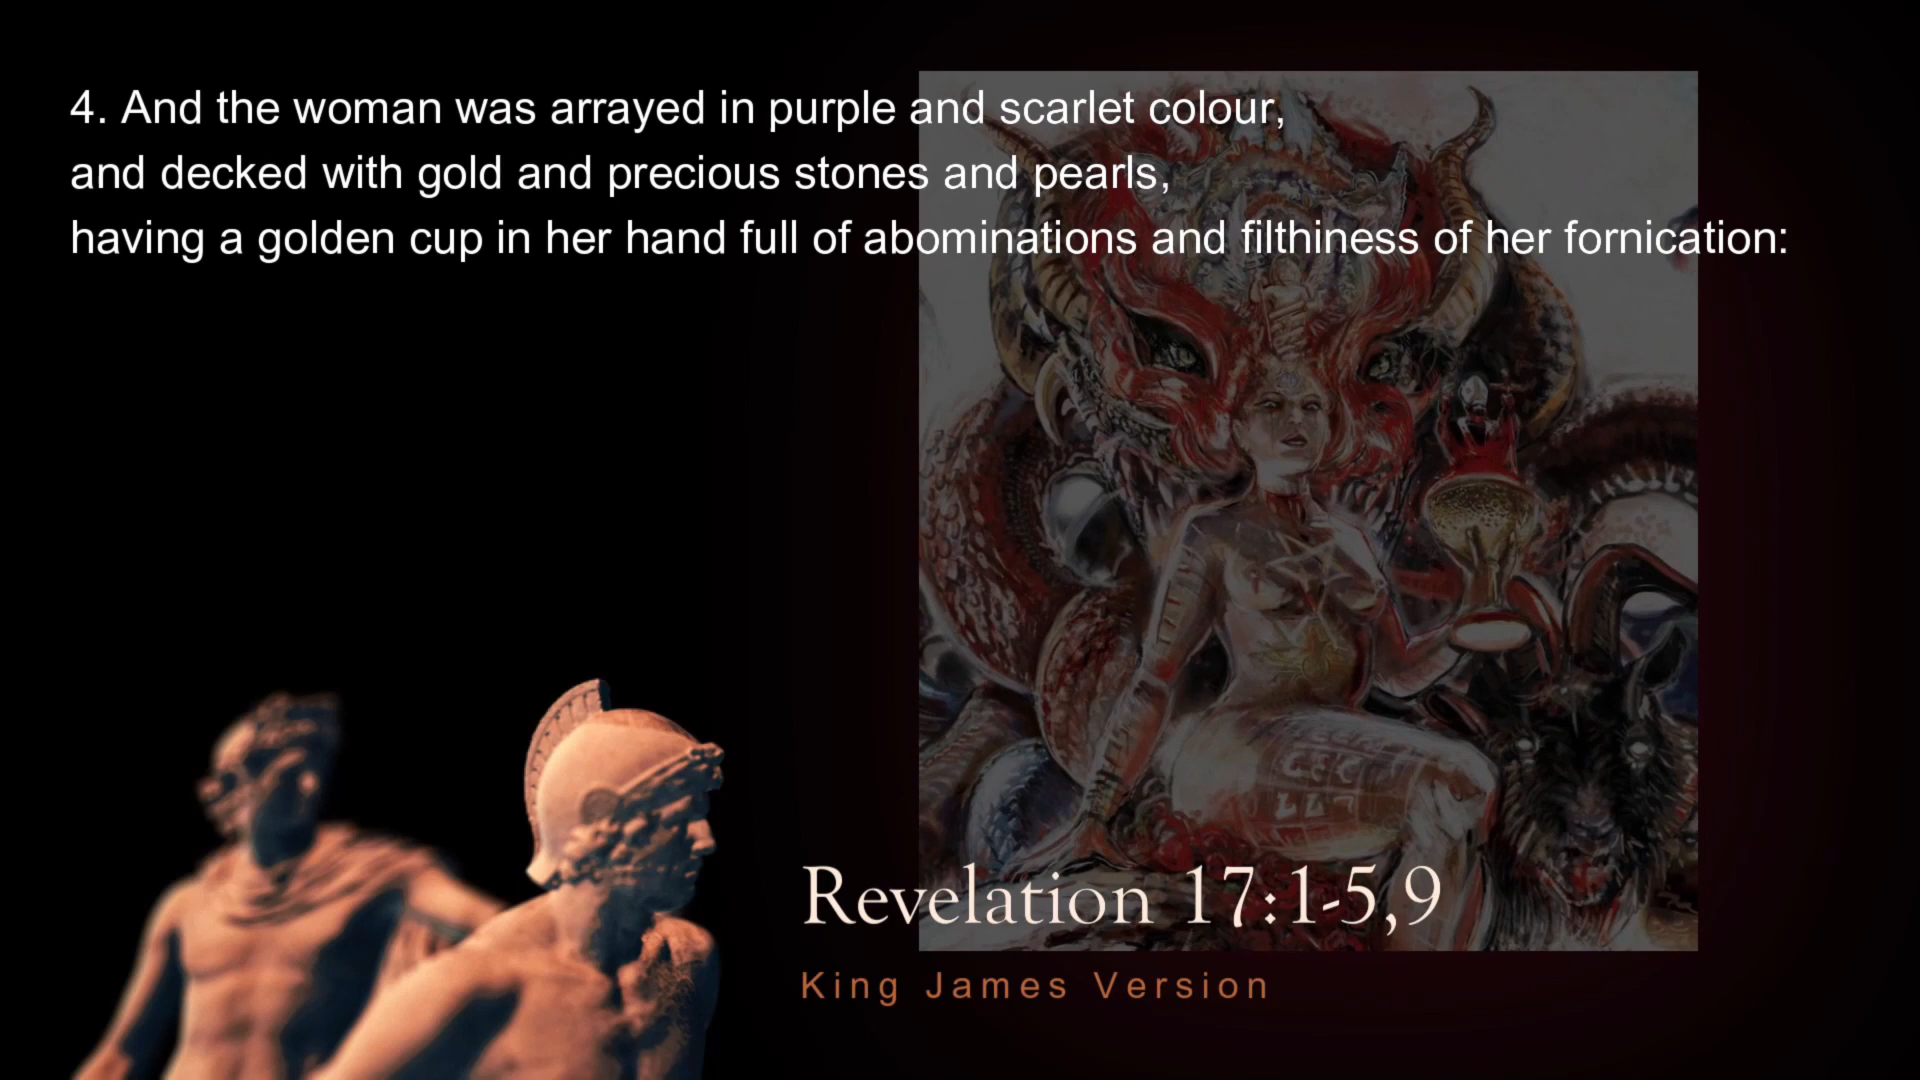 4. And the woman was arrayed in purple and scarlet colour,
and decked with gold and precious stones and pearls,
having a golden cup in her hand full of abominations and filthiness of her fornication:
Revelation 17:1-5,9
King James Version